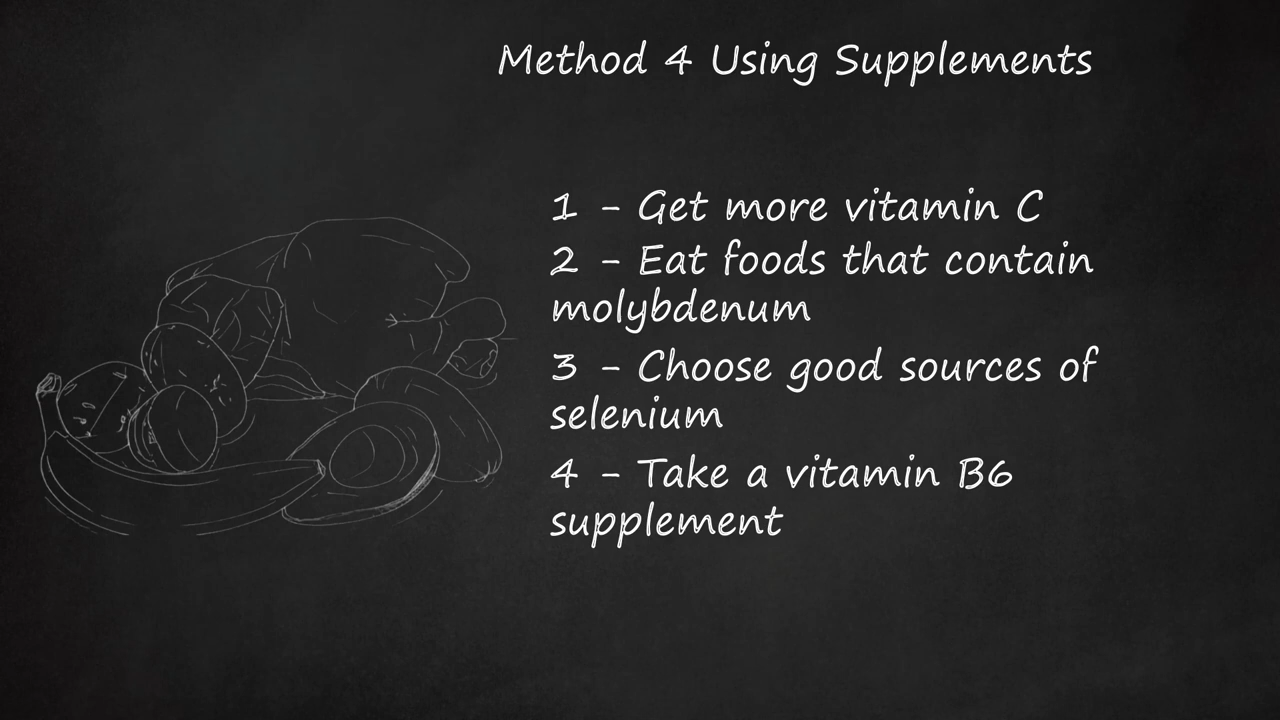 Method 4 Using Supplements
1 - Get more vitamin C
2 - Eat foods that contain
molybdenum
3 - Choose good sources of
selenium
4 - Take a vitamin B6
supplement